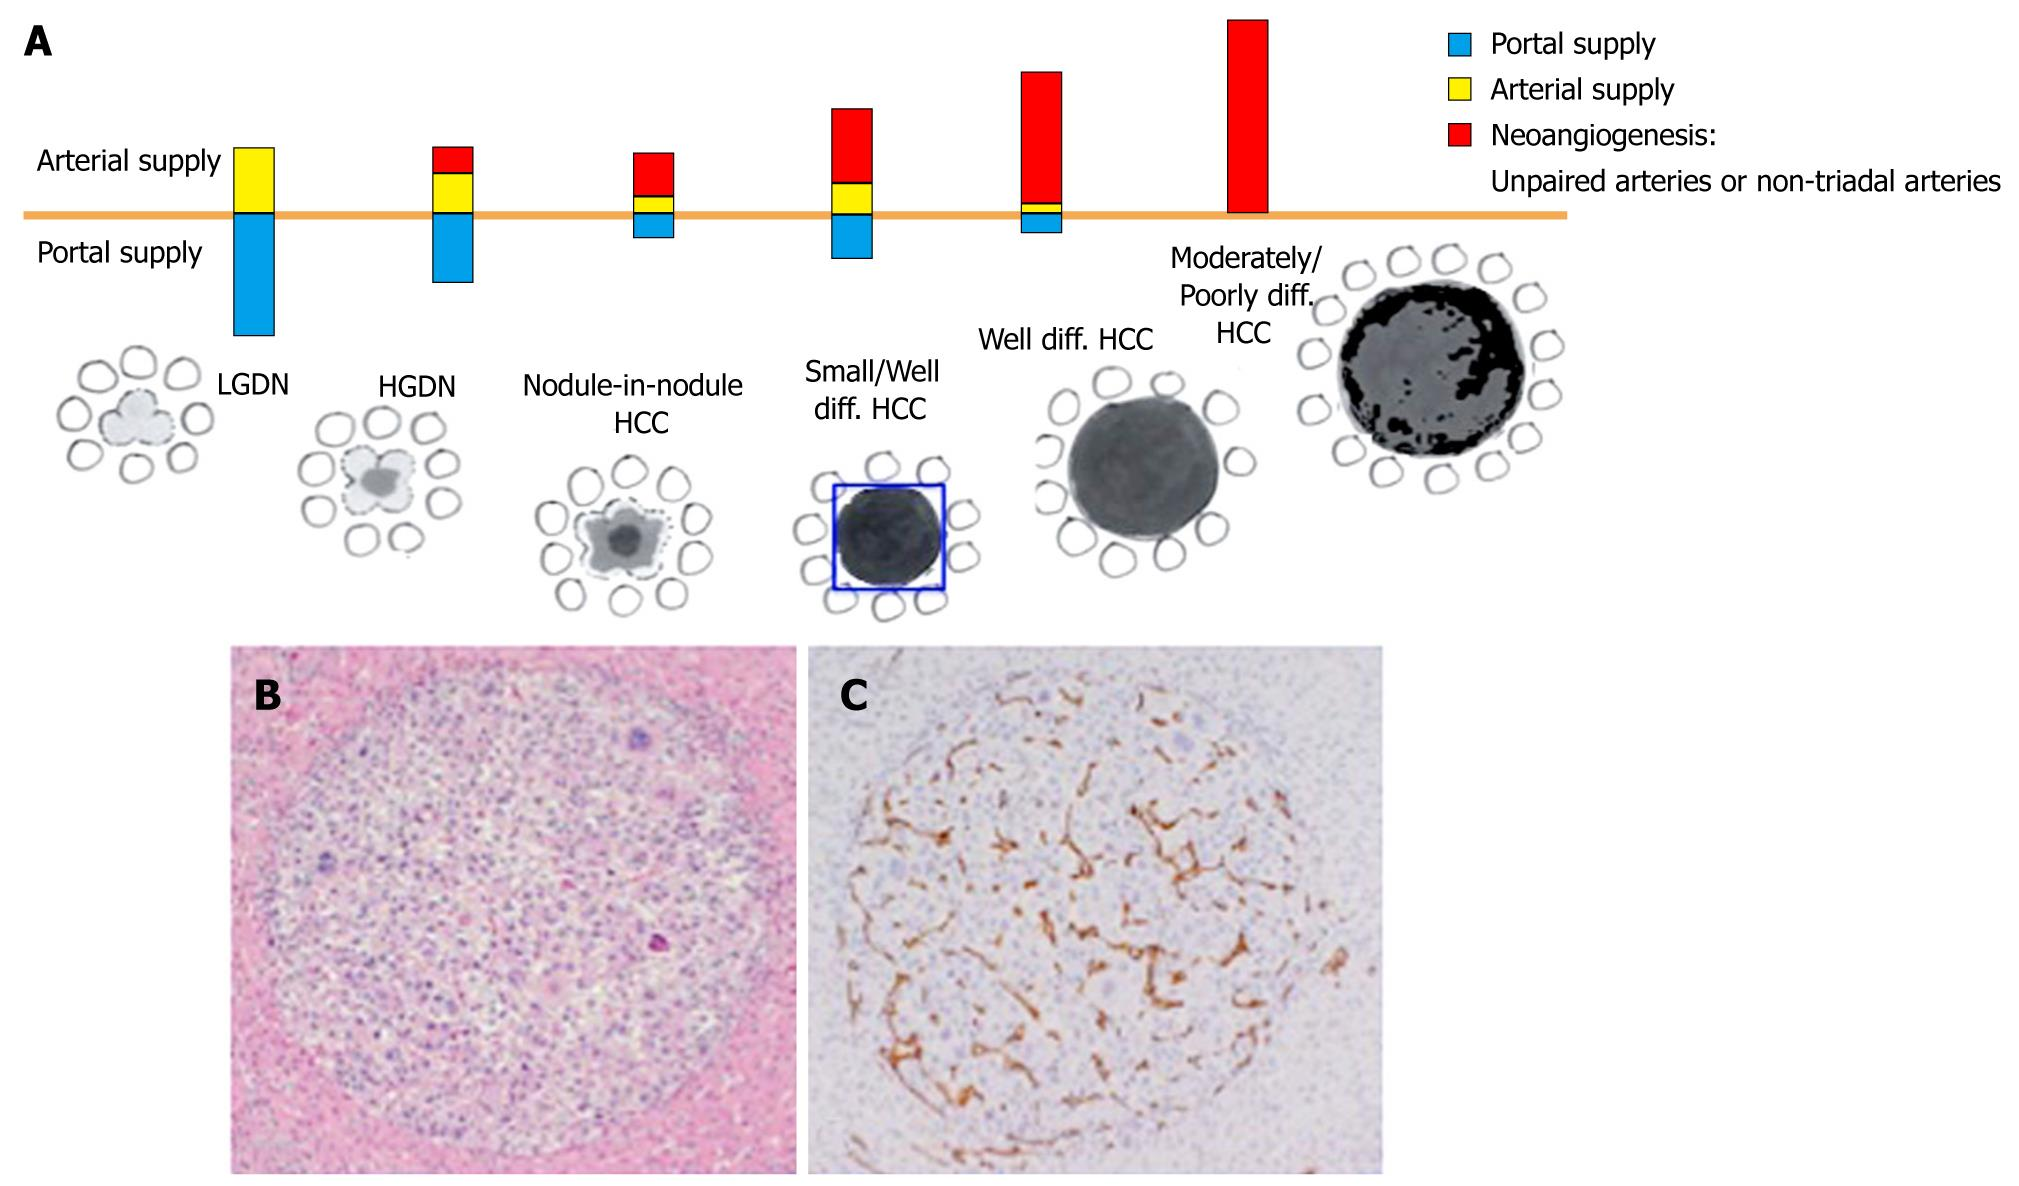 A
Portal supply
Arterial supply
Neoangiogenesis:
Unpaired arteries or non-triadal arteries
Arterial supply
Portal supply
LGDN
HGDN
Nodule-in-nodule
HCC
Small/Well
diff. HCC
Well diff. HCC
Moderately/
Poorly diff.
HCC
B
C